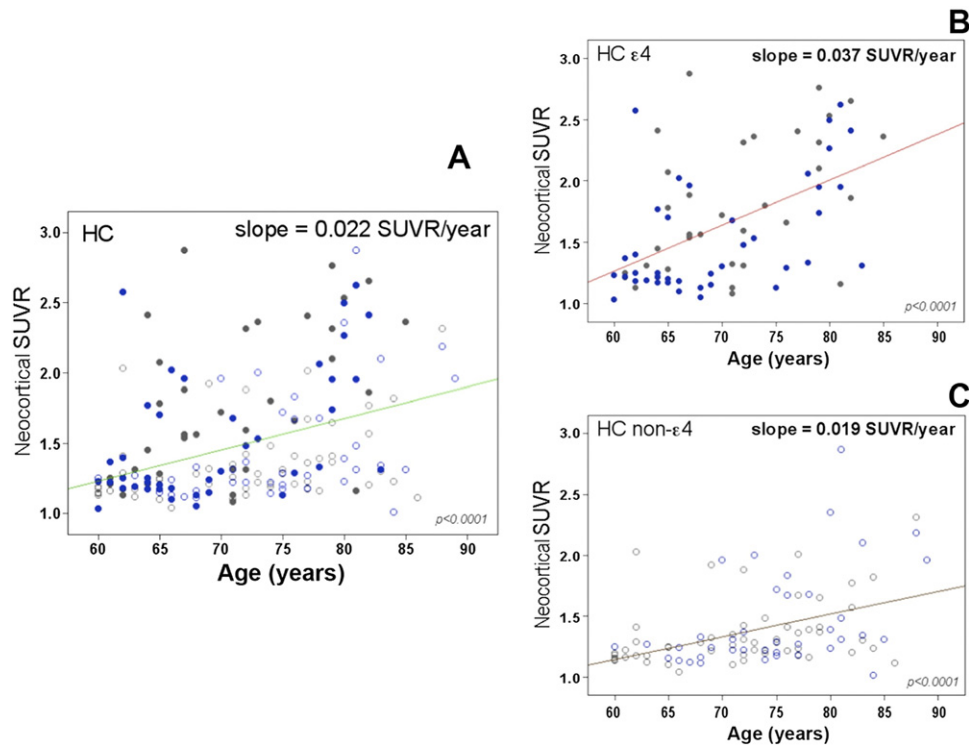 A
HC
slope = 0.022 SUVR/year
3.0
2.5
2.0
1.5
1.0
Neocortical SUVR
p<0.0001
60 65 70 75 80 85 90
Age (years)
B
HC ε4
slope = 0.037 SUVR/year
3.0
2.5
2.0
1.5
1.0
Neocortical SUVR
p<0.0001
60 65 70 75 80 85 90
Age (years)
C
HC non-ε4
slope = 0.019 SUVR/year
3.0
2.5
2.0
1.5
1.0
Neocortical SUVR
p<0.0001
60 65 70 75 80 85 90
Age (years)